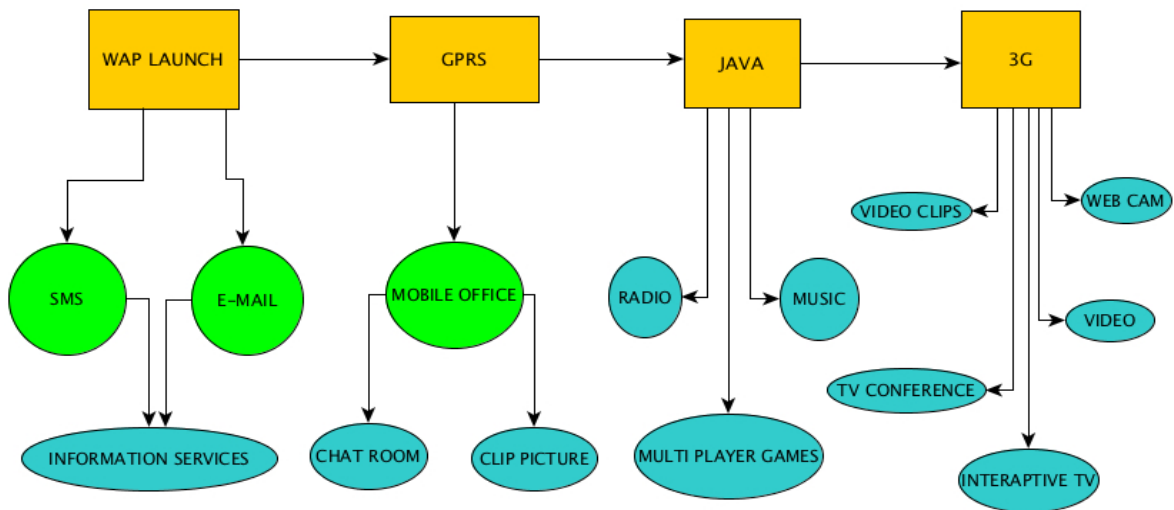 WAP LAUNCH
GPRS
JAVA
3G
VIDEO CLIPS
WEB CAM
SMS
E-MAIL
MOBILE OFFICE
RADIO
MUSIC
VIDEO
TV CONFERENCE
INFORMATION SERVICES
CHAT ROOM
CLIP PICTURE
MULTI PLAYER GAMES
INTERAPTIVE TV